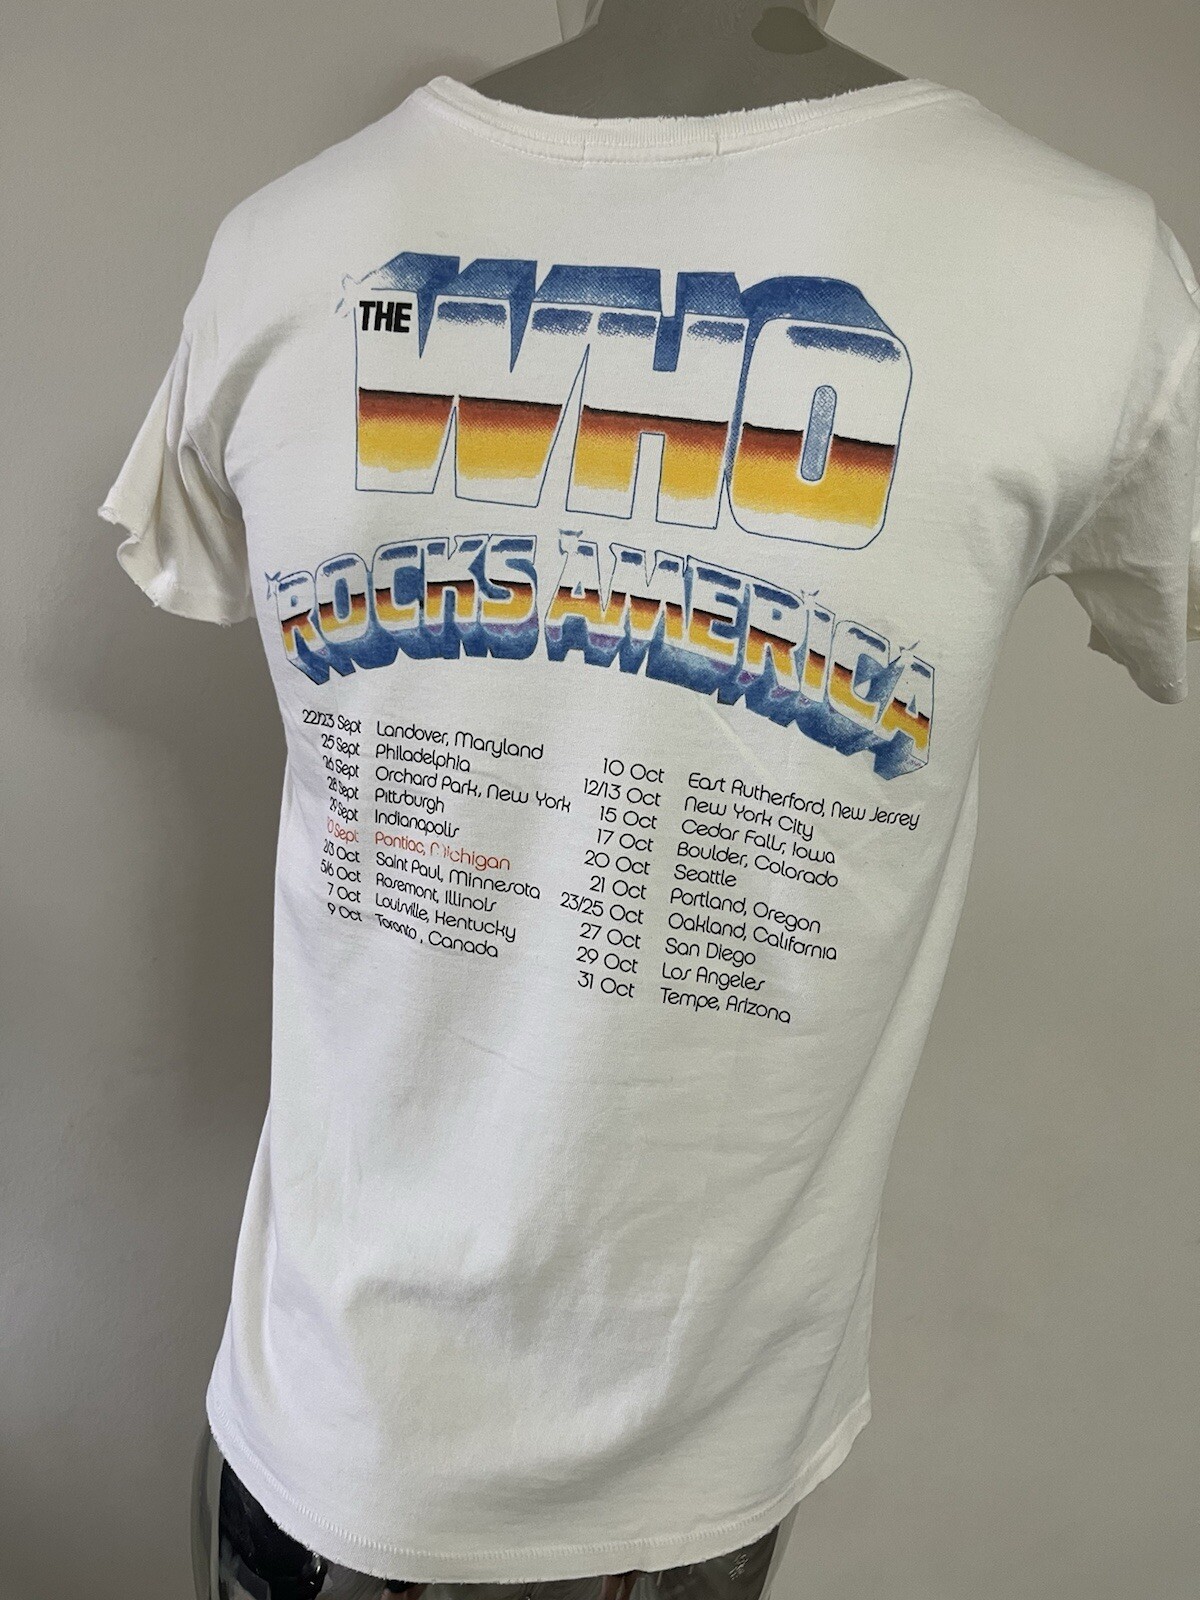 THE
WHO
ROCKS AMERICA
22/23 Sept Landover, Maryland
25 Sept Philadelphia
26 Sept Orchard Park, New York
28 Sept Pittsburgh
29 Sept Indianapolis
Sept Pontiac, Michigan
2/3 Oct Saint Paul, Minnesota
5/6 Oct Rosemont, Illinois
7 Oct Louisville, Kentucky
9 Oct Toronto, Canada
10 Oct East Rutherford, New Jersey
12/13 Oct New York City
15 Oct Cedar Falls, Iowa
17 Oct Boulder, Colorado
20 Oct Seattle
21 Oct Portland, Oregon
23/25 Oct Oakland, California
27 Oct San Diego
29 Oct Los Angeles
31 Oct Tempe, Arizona